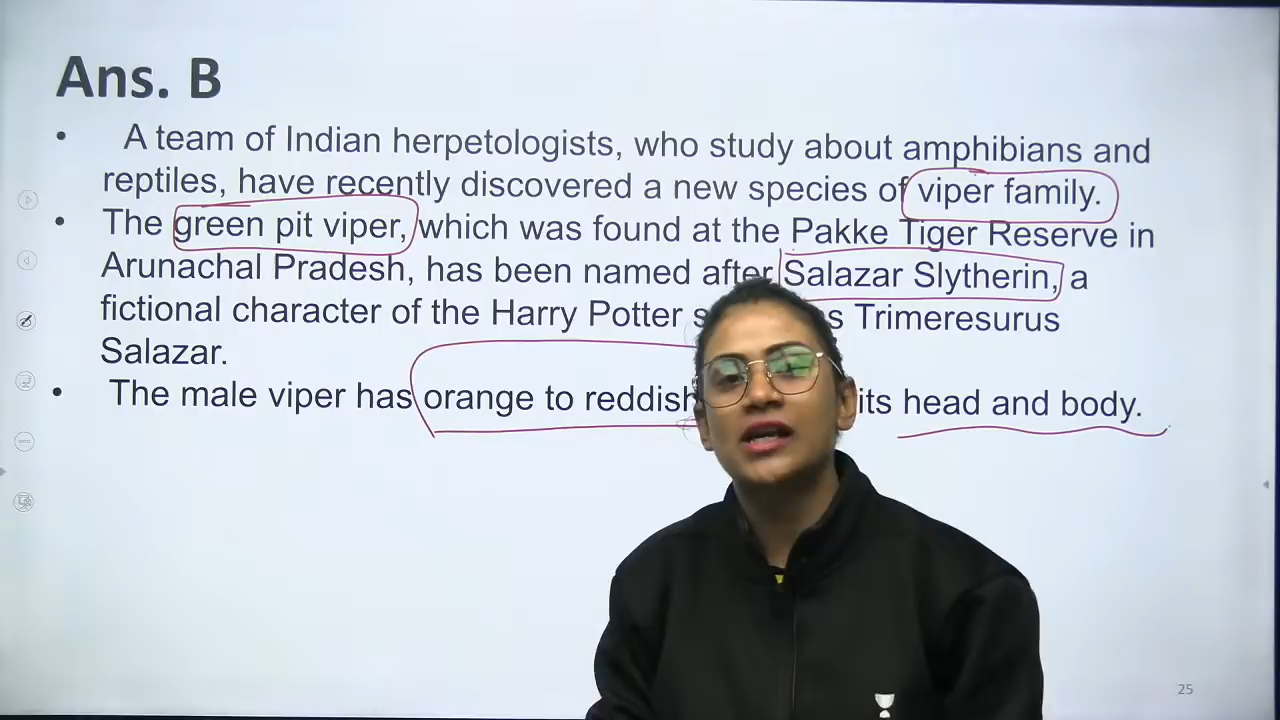 Ans. B
• A team of Indian herpetologists, who study about amphibians and
reptiles, have recently discovered a new species of viper family.
• The green pit viper, which was found at the Pakke Tiger Reserve in
Arunachal Pradesh, has been named after Salazar Slytherin, a
fictional character of the Harry Potter s Trimeresurus
Salazar.
• The male viper has orange to reddish its head and body.
25